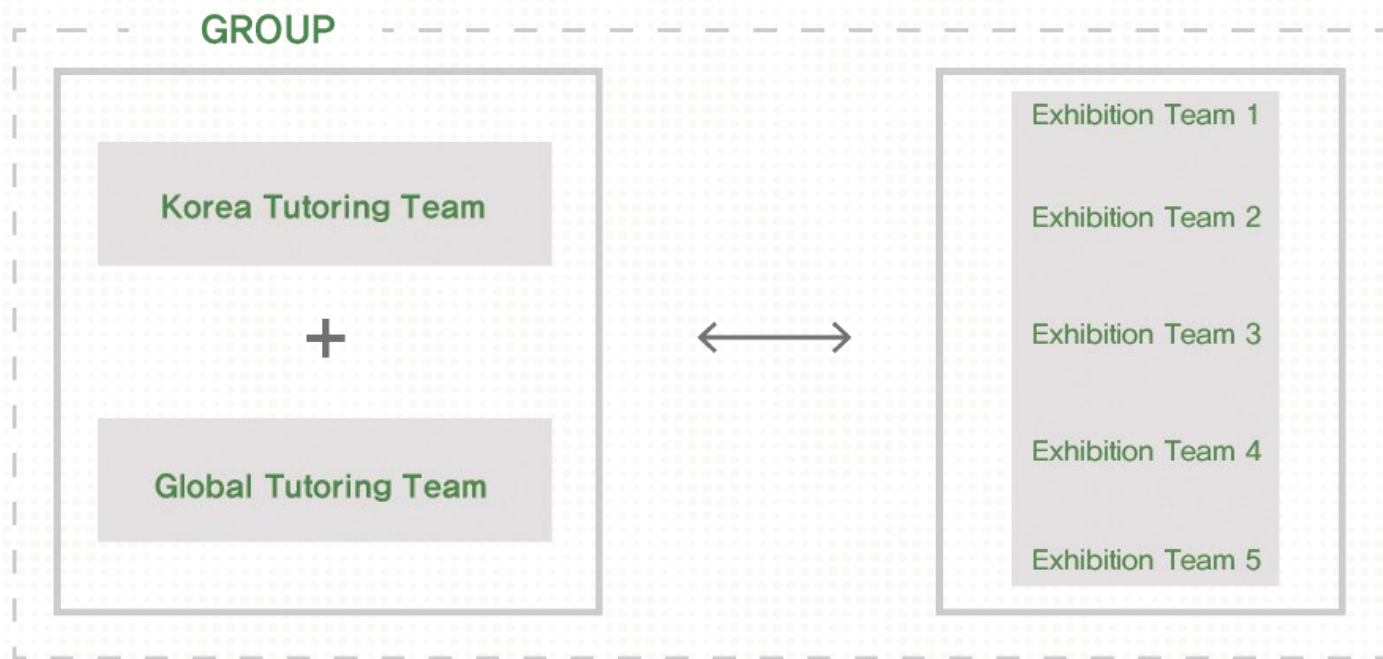 GROUP
Korea Tutoring Team
+
Global Tutoring Team
Exhibition Team 1
Exhibition Team 2
Exhibition Team 3
Exhibition Team 4
Exhibition Team 5